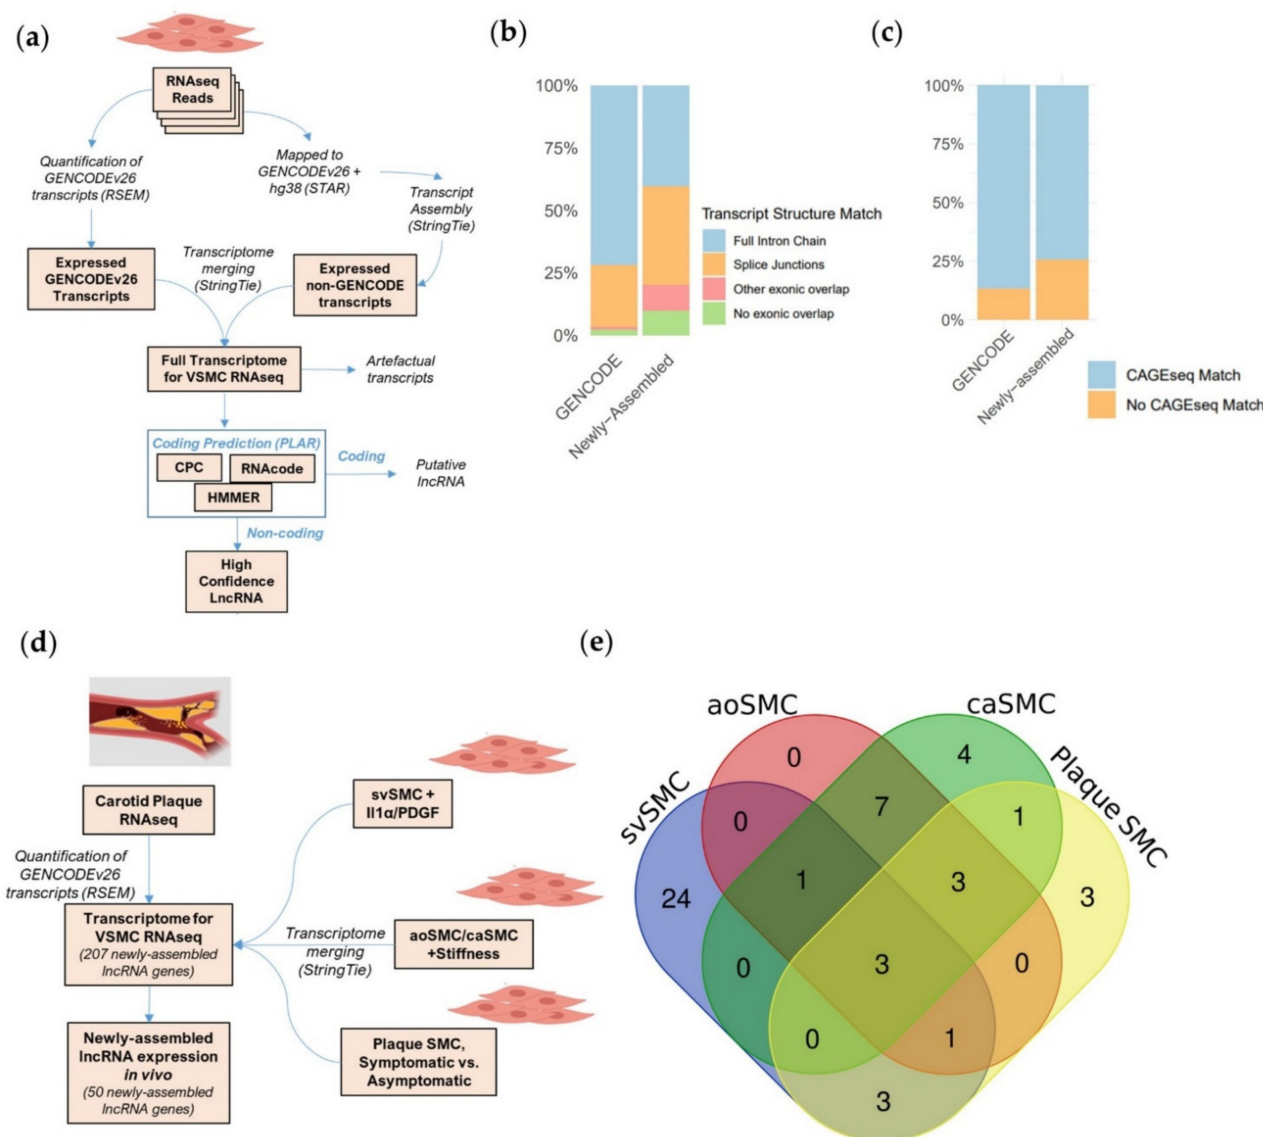 (a)
RNAseq
Reads
Quantification of
GENCODEv26
transcripts (RSEM)
Mapped to
GENCODEv26 +
hg38 (STAR)
Transcript
Assembly
(StringTie)
Expressed
GENCODEv26
Transcripts
Transcriptome
merging
(StringTie)
Expressed
non-GENCODE
transcripts
Full Transcriptome
for VSMC RNAseq
Artefactual
transcripts
Coding Prediction (PLAR)
CPC
RNAcode
HMMER
Coding
Putative
lncRNA
Non-coding
High
Confidence
LncRNA
(b)
100%
75%
50%
25%
0%
GENCODE
Newly-Assembled
Transcript Structure Match
Full Intron Chain
Splice Junctions
Other exonic overlap
No exonic overlap
(c)
100%
75%
50%
25%
0%
GENCODE
Newly-assembled
CAGEseq Match
No CAGEseq Match
(d)
Carotid Plaque
RNAseq
Quantification of
GENCODEv26
transcripts (RSEM)
Transcriptome for
VSMC RNAseq
(207 newly-assembled
lncRNA genes)
Newly-assembled
lncRNA expression
in vivo
(50 newly-assembled
lncRNA genes)
svSMC +
Il1α/PDGF
Transcriptome
merging
(StringTie)
aoSMC/caSMC
+Stiffness
Plaque SMC,
Symptomatic vs.
Asymptomatic
(e)
svSMC
aoSMC
caSMC
Plaque SMC
0
4
0
7
1
24
1
3
3
0
3
0
0
1
3